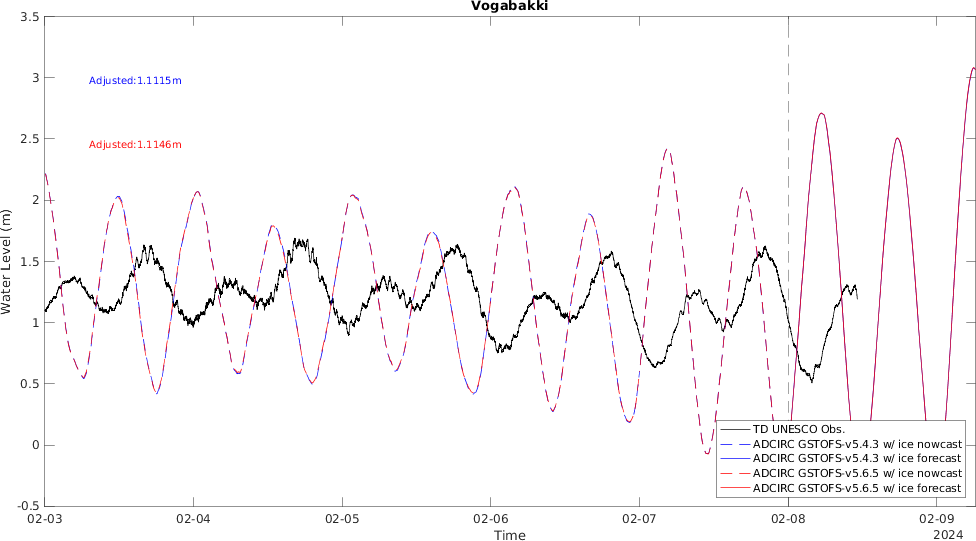 Vogabakki
3.5
Adjusted:1.1115m
3
2.5
Adjusted:1.1146m
2
1.5
1
0.5
0
-0.5
Water Level (m)
TD UNESCO Obs.
ADCIRC GSTOFS-v5.4.3 w/ ice nowcast
ADCIRC GSTOFS-v5.4.3 w/ ice forecast
ADCIRC GSTOFS-v5.6.5 w/ ice nowcast
ADCIRC GSTOFS-v5.6.5 w/ ice forecast
02-03 02-04 02-05 02-06 02-07 02-08 02-09
Time
2024